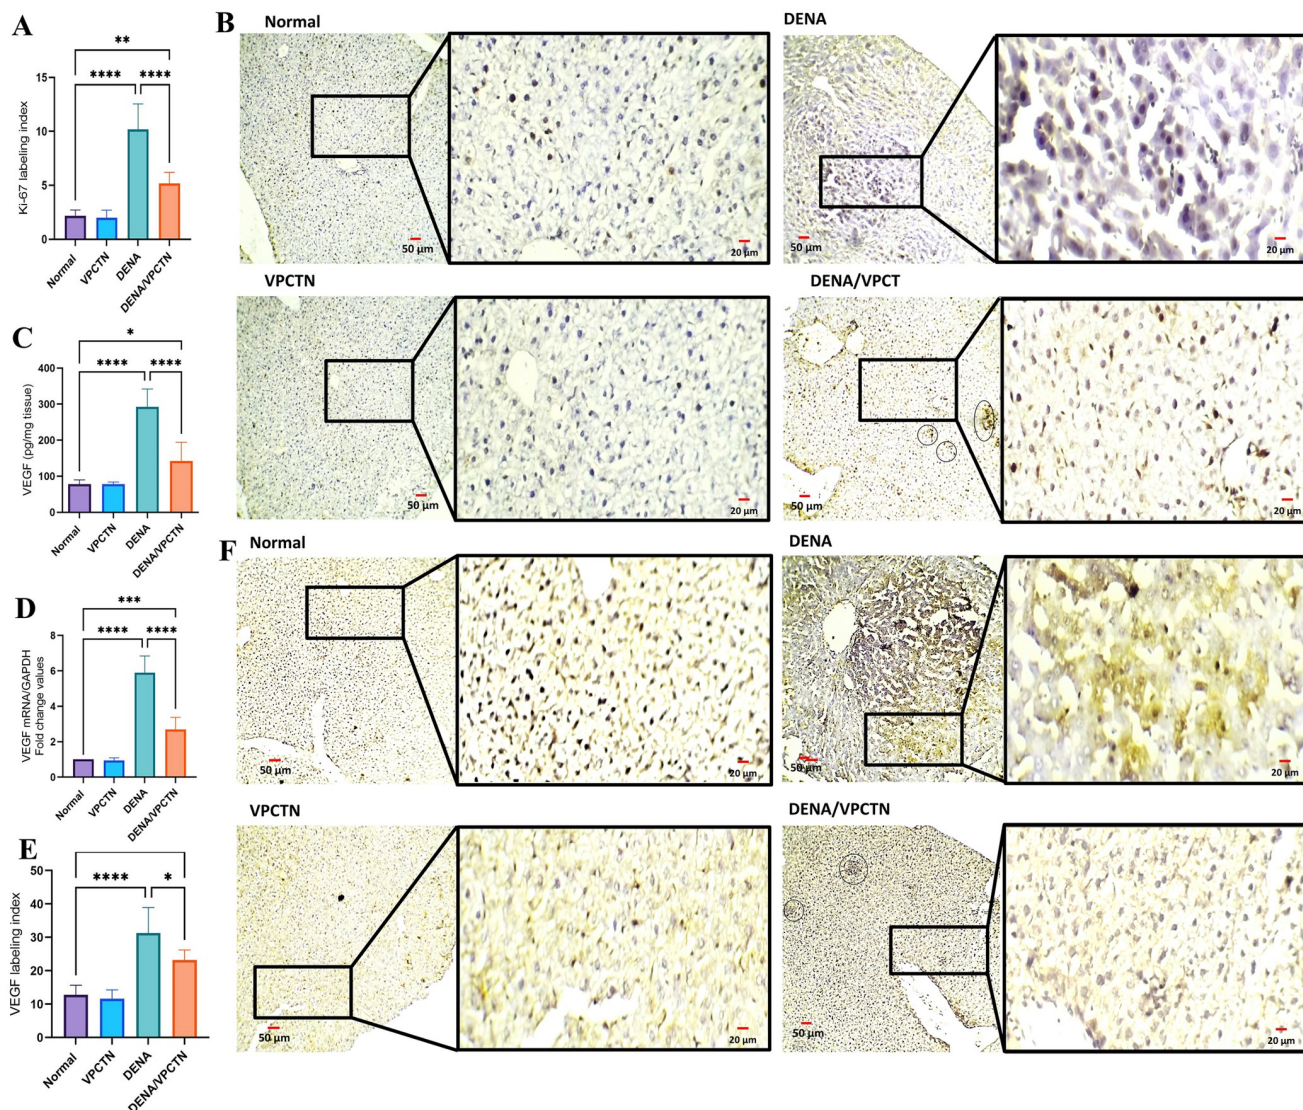 A
**
****
****
Ki-67 labeling index
15
10
5
0
Normal
VPCTN
DENA
DENA/VPCTN
B
Normal
50 µm
20 µm
DENA
50 µm
20 µm
VPCTN
50 µm
20 µm
DENA/VPCT
50 µm
20 µm
C
*
****
****
VEGF (pg/mg tissue)
400
300
200
100
0
Normal
VPCTN
DENA
DENA/VPCTN
D
***
****
****
VEGF mRNA/GAPDH
Fold change values
8
6
4
2
0
Normal
VPCTN
DENA
DENA/VPCTN
E
****
*
VEGF labeling index
50
40
30
20
10
0
Normal
VPCTN
DENA
DENA/VPCTN
F
Normal
50 µm
20 µm
DENA
50 µm
20 µm
VPCTN
50 µm
20 µm
DENA/VPCTN
50 µm
20 µm